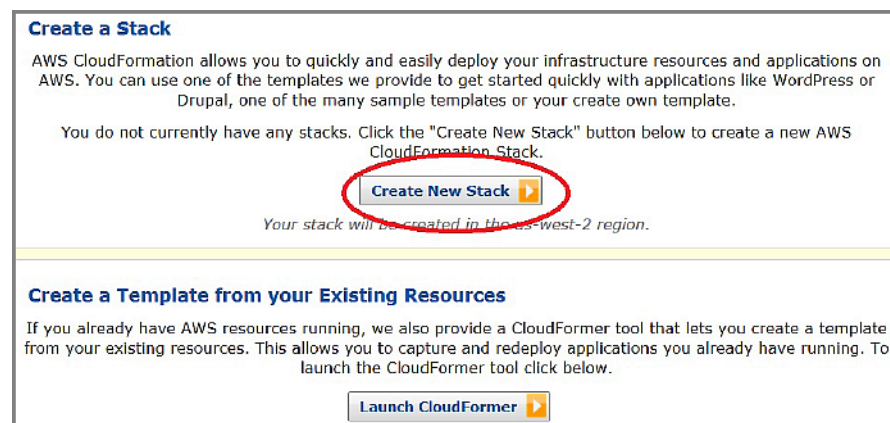 Create a Stack
AWS CloudFormation allows you to quickly and easily deploy your infrastructure resources and applications on
AWS. You can use one of the templates we provide to get started quickly with applications like WordPress or
Drupal, one of the many sample templates or your create own template.
You do not currently have any stacks. Click the "Create New Stack" button below to create a new AWS
CloudFormation Stack.
Create New Stack
Your stack will be created in the us-west-2 region.
Create a Template from your Existing Resources
If you already have AWS resources running, we also provide a CloudFormer tool that lets you create a template
from your existing resources. This allows you to capture and redeploy applications you already have running. To
launch the CloudFormer tool click below.
Launch CloudFormer